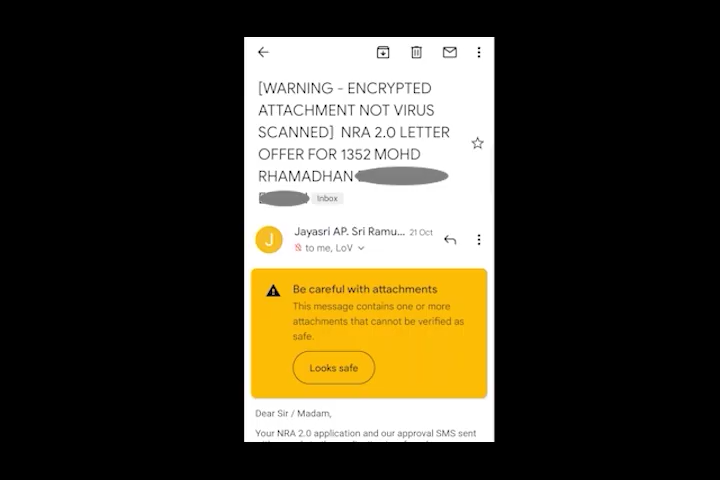 [WARNING - ENCRYPTED
ATTACHMENT NOT VIRUS
SCANNED] NRA 2.0 LETTER
OFFER FOR 1352 MOHD
RHAMADHAN
Inbox
J
Jayasri AP. Sri Ramu... 21 Oct
to me, LoV
Be careful with attachments
This message contains one or more
attachments that cannot be verified as
safe.
Looks safe
Dear Sir / Madam,
Your NRA 2.0 application and our approval SMS sent